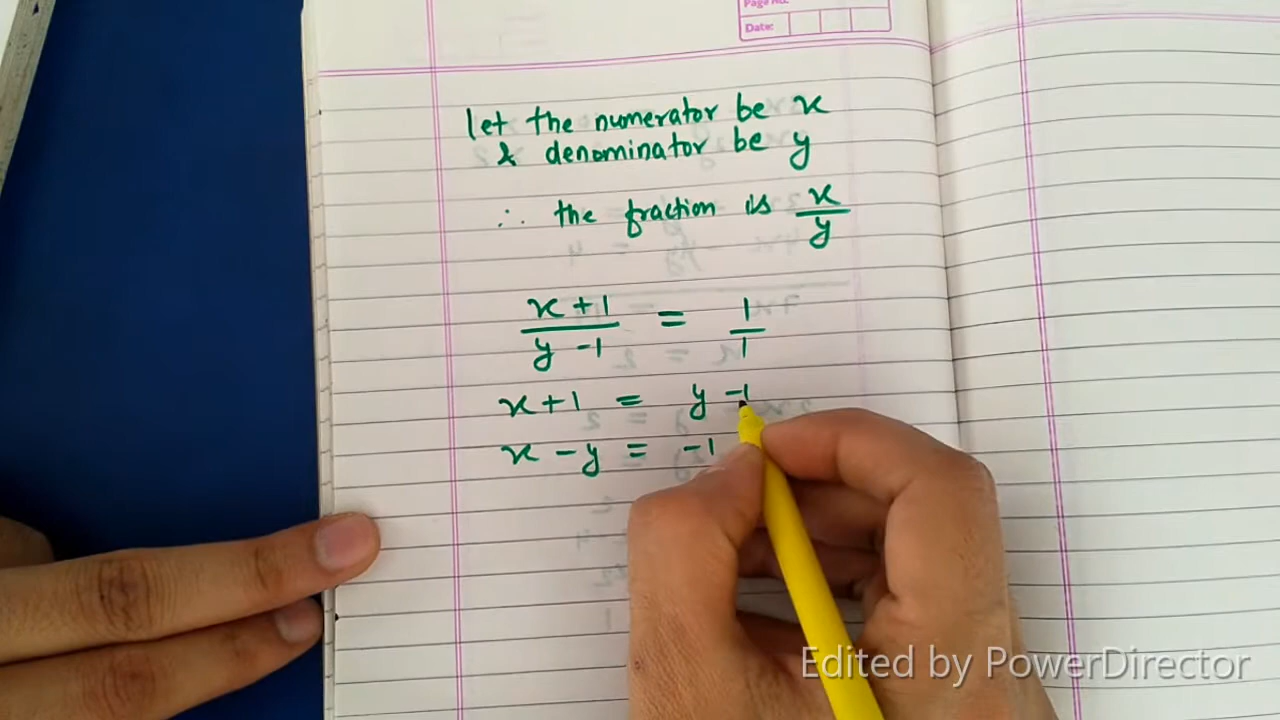 Page No.
Date:
let the numerator be x
& denominator be y
∴ the fraction is x/y
x+1/y-1 = 1/1
x+1 = y-1
x-y = -1
Edited by PowerDirector